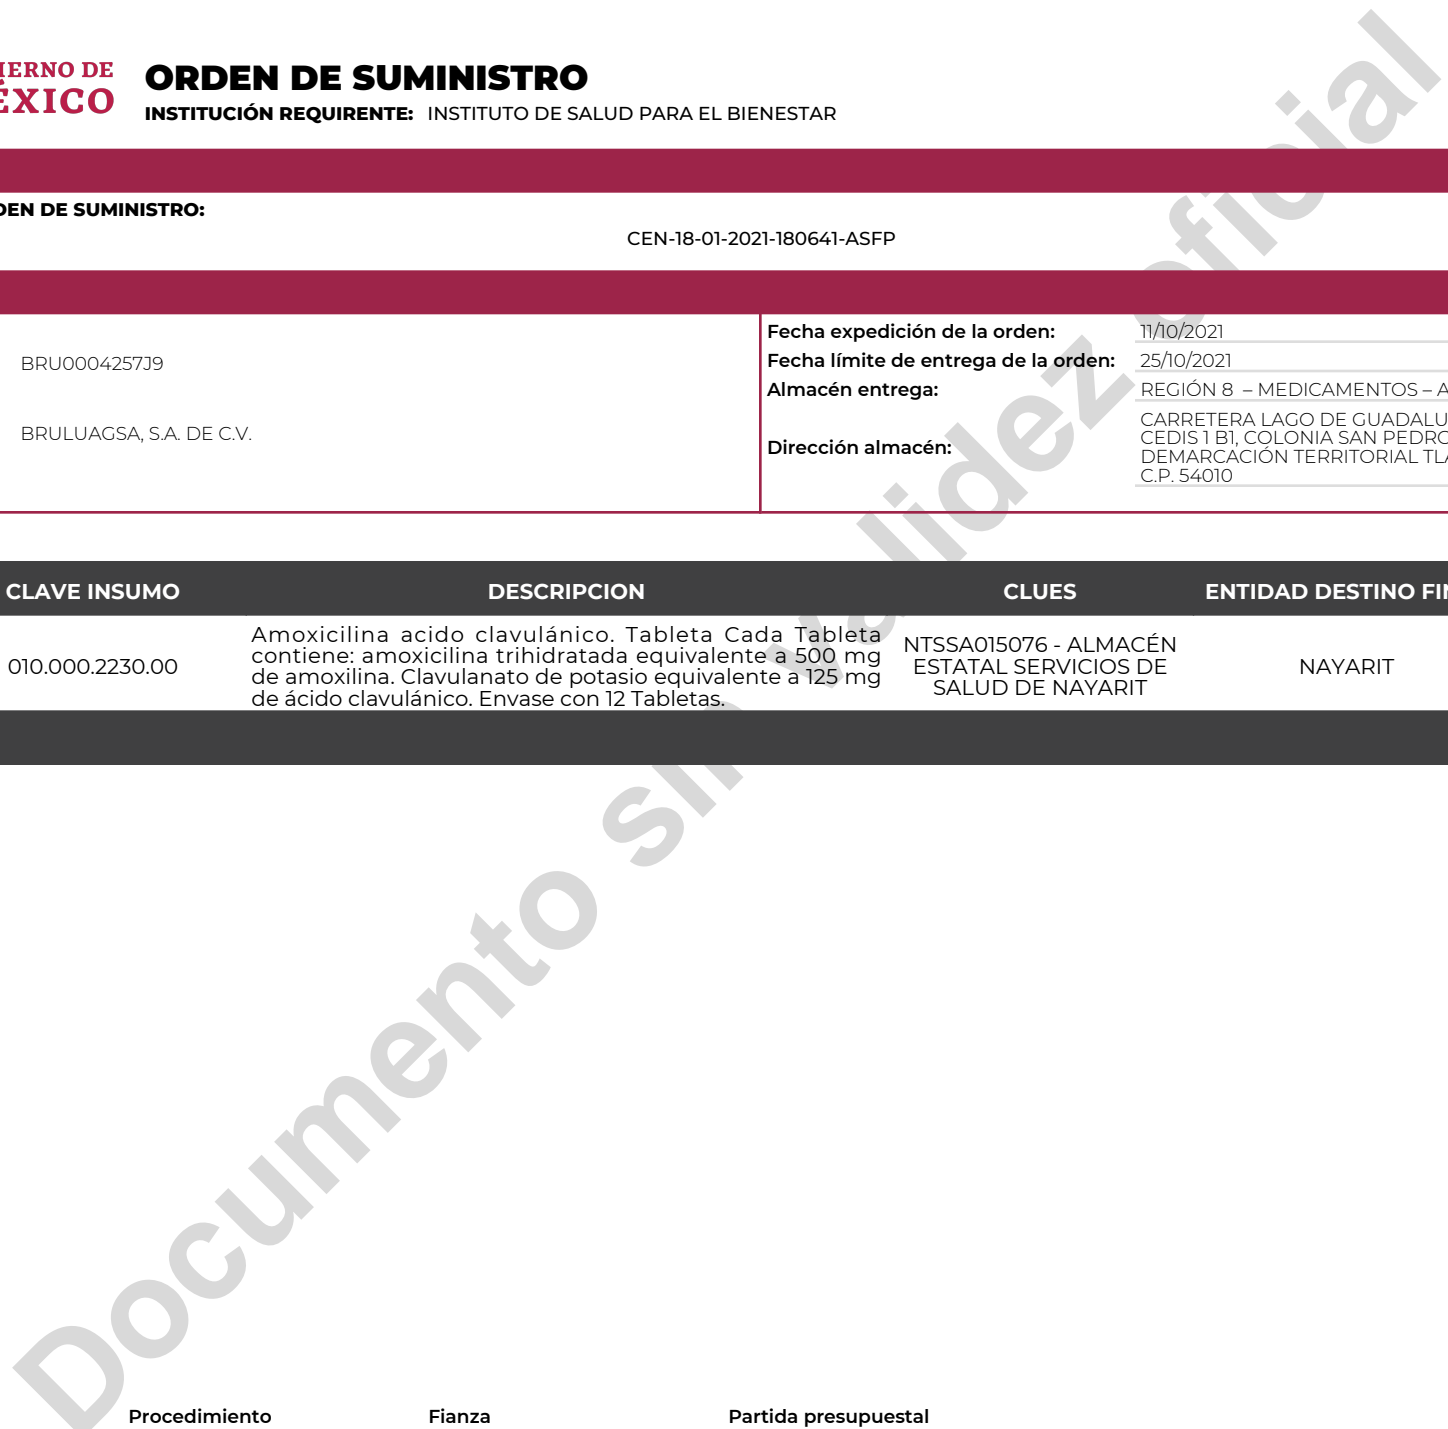 IERNO DE
ÉXICO
ORDEN DE SUMINISTRO
INSTITUCIÓN REQUIRENTE: INSTITUTO DE SALUD PARA EL BIENESTAR
DEN DE SUMINISTRO:
CEN-18-01-2021-180641-ASFP
BRU0004257J9
BRULUAGSA, S.A. DE C.V.
Fecha expedición de la orden: 11/10/2021
Fecha límite de entrega de la orden: 25/10/2021
Almacén entrega: REGIÓN 8 – MEDICAMENTOS – A
Dirección almacén:
CARRETERA LAGO DE GUADALU
CEDIS 1 B1, COLONIA SAN PEDRO
DEMARCACIÓN TERRITORIAL TLA
C.P. 54010
CLAVE INSUMO DESCRIPCION CLUES ENTIDAD DESTINO FIN
010.000.2230.00
Amoxicilina acido clavulánico. Tableta Cada Tableta
contiene: amoxicilina trihidratada equivalente a 500 mg
de amoxilina. Clavulanato de potasio equivalente a 125 mg
de ácido clavulánico. Envase con 12 Tabletas.
NTSSA015076 - ALMACÉN
ESTATAL SERVICIOS DE
SALUD DE NAYARIT
NAYARIT
Documento sin validez oficial
Procedimiento Fianza Partida presupuestal